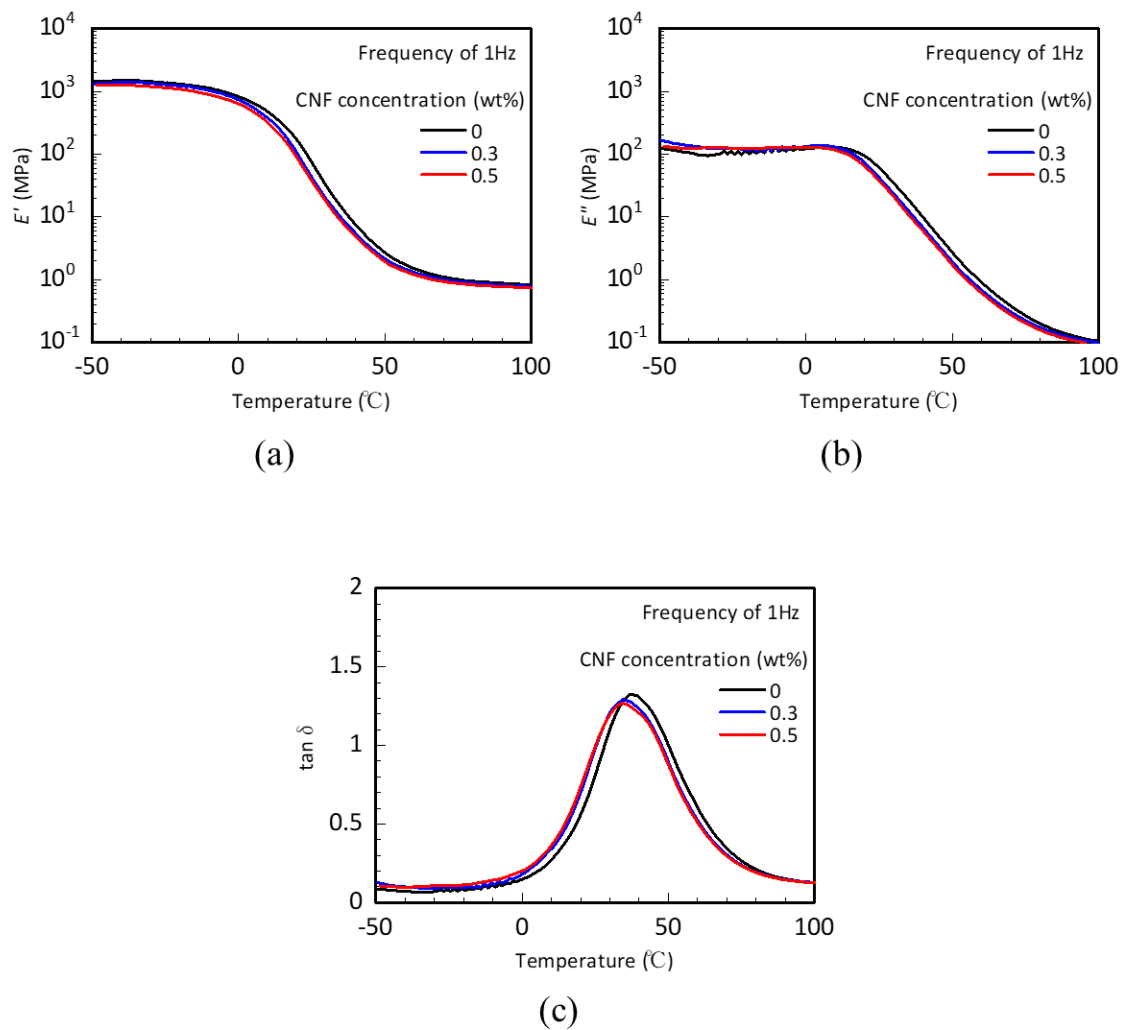 10⁴
10³
10²
10¹
10⁰
10⁻¹
E′ (MPa)
Frequency of 1Hz
CNF concentration (wt%)
0
0.3
0.5
-50
0
50
100
Temperature (℃)
(a)
10⁴
10³
10²
10¹
10⁰
10⁻¹
E″ (MPa)
Frequency of 1Hz
CNF concentration (wt%)
0
0.3
0.5
-50
0
50
100
Temperature (℃)
(b)
2
1.5
1
0.5
0
tan δ
Frequency of 1Hz
CNF concentration (wt%)
0
0.3
0.5
-50
0
50
100
Temperature (℃)
(c)